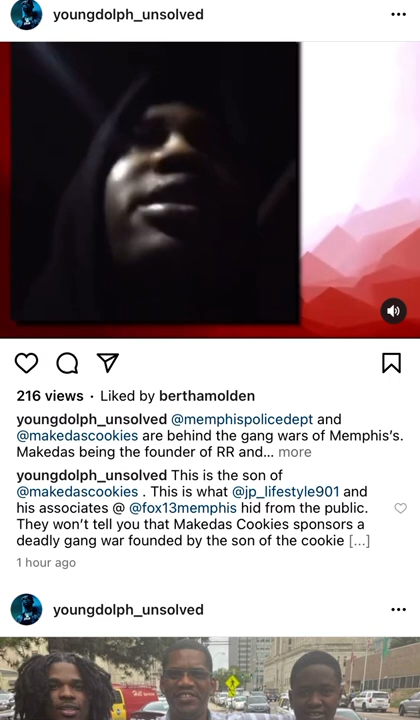 youngdolph_unsolved
216 views · Liked by berthamolden
youngdolph_unsolved @memphispolicedept and
@makedascookies are behind the gang wars of Memphis's.
Makedas being the founder of RR and... more
youngdolph_unsolved This is the son of
@makedascookies . This is what @jp_lifestyle901 and
his associates @ @fox13memphis hid from the public.
They won't tell you that Makedas Cookies sponsors a
deadly gang war founded by the son of the cookie [...]
1 hour ago
youngdolph_unsolved